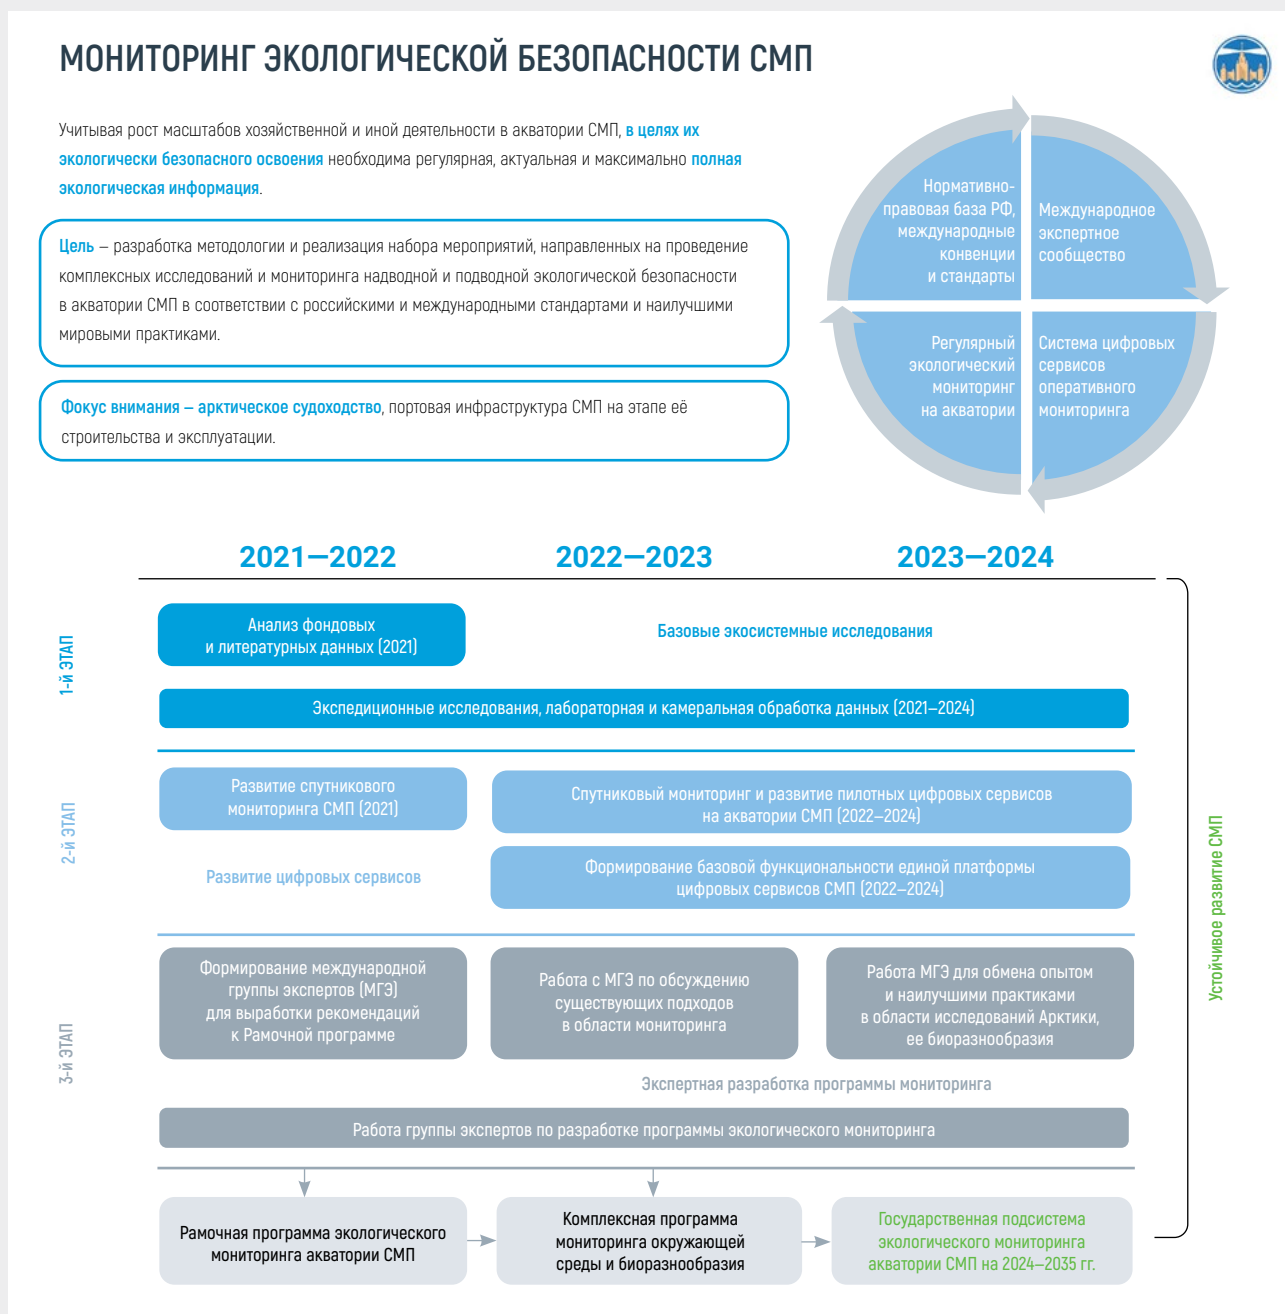 МОНИТОРИНГ ЭКОЛОГИЧЕСКОЙ БЕЗОПАСНОСТИ СМП
Учитывая рост масштабов хозяйственной и иной деятельности в акватории СМП, в целях их
экологически безопасного освоения необходима регулярная, актуальная и максимально полная
экологическая информация.
Цель – разработка методологии и реализация набора мероприятий, направленных на проведение
комплексных исследований и мониторинга надводной и подводной экологической безопасности
в акватории СМП в соответствии с российскими и международными стандартами и наилучшими
мировыми практиками.
Фокус внимания – арктическое судоходство, портовая инфраструктура СМП на этапе её
строительства и эксплуатации.
Нормативно-
правовая база РФ,
международные
конвенции
и стандарты
Международное
экспертное
сообщество
Регулярный
экологический
мониторинг
на акватории
Система цифровых
сервисов
оперативного
мониторинга
2021—2022
2022—2023
2023—2024
1-й ЭТАП
Анализ фондовых
и литературных данных (2021)
Базовые экосистемные исследования
Экспедиционные исследования, лабораторная и камеральная обработка данных (2021–2024)
2-й ЭТАП
Развитие спутникового
мониторинга СМП (2021)
Спутниковый мониторинг и развитие пилотных цифровых сервисов
на акватории СМП (2022–2024)
Развитие цифровых сервисов
Формирование базовой функциональности единой платформы
цифровых сервисов СМП (2022–2024)
3-й ЭТАП
Формирование международной
группы экспертов (МГЭ)
для выработки рекомендаций
к Рамочной программе
Работа с МГЭ по обсуждению
существующих подходов
в области мониторинга
Работа МГЭ для обмена опытом
и наилучшими практиками
в области исследований Арктики,
ее биоразнообразия
Экспертная разработка программы мониторинга
Работа группы экспертов по разработке программы экологического мониторинга
Рамочная программа экологического
мониторинга акватории СМП
Комплексная программа
мониторинга окружающей
среды и биоразнообразия
Государственная подсистема
экологического мониторинга
акватории СМП на 2024–2035 гг.
Устойчивое развитие СМП